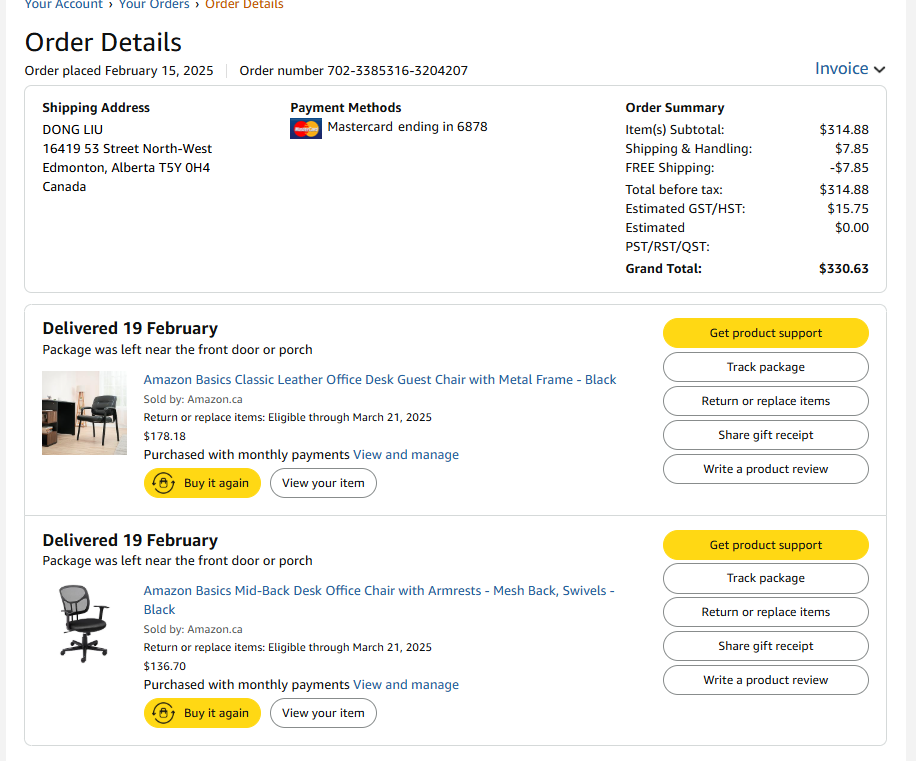 Your Account › Your Orders › Order Details
Order Details
Order placed February 15, 2025 Order number 702-3385316-3204207
Invoice
Shipping Address
DONG LIU
16419 53 Street North-West
Edmonton, Alberta T5Y 0H4
Canada
Payment Methods
MasterCard
Mastercard ending in 6878
Order Summary
Item(s) Subtotal: $314.88
Shipping & Handling: $7.85
FREE Shipping: -$7.85
Total before tax: $314.88
Estimated GST/HST: $15.75
Estimated $0.00
PST/RST/QST:
Grand Total: $330.63
Delivered 19 February
Package was left near the front door or porch
Amazon Basics Classic Leather Office Desk Guest Chair with Metal Frame - Black
Sold by: Amazon.ca
Return or replace items: Eligible through March 21, 2025
$178.18
Purchased with monthly payments View and manage
Buy it again
View your item
Get product support
Track package
Return or replace items
Share gift receipt
Write a product review
Delivered 19 February
Package was left near the front door or porch
Amazon Basics Mid-Back Desk Office Chair with Armrests - Mesh Back, Swivels -
Black
Sold by: Amazon.ca
Return or replace items: Eligible through March 21, 2025
$136.70
Purchased with monthly payments View and manage
Buy it again
View your item
Get product support
Track package
Return or replace items
Share gift receipt
Write a product review